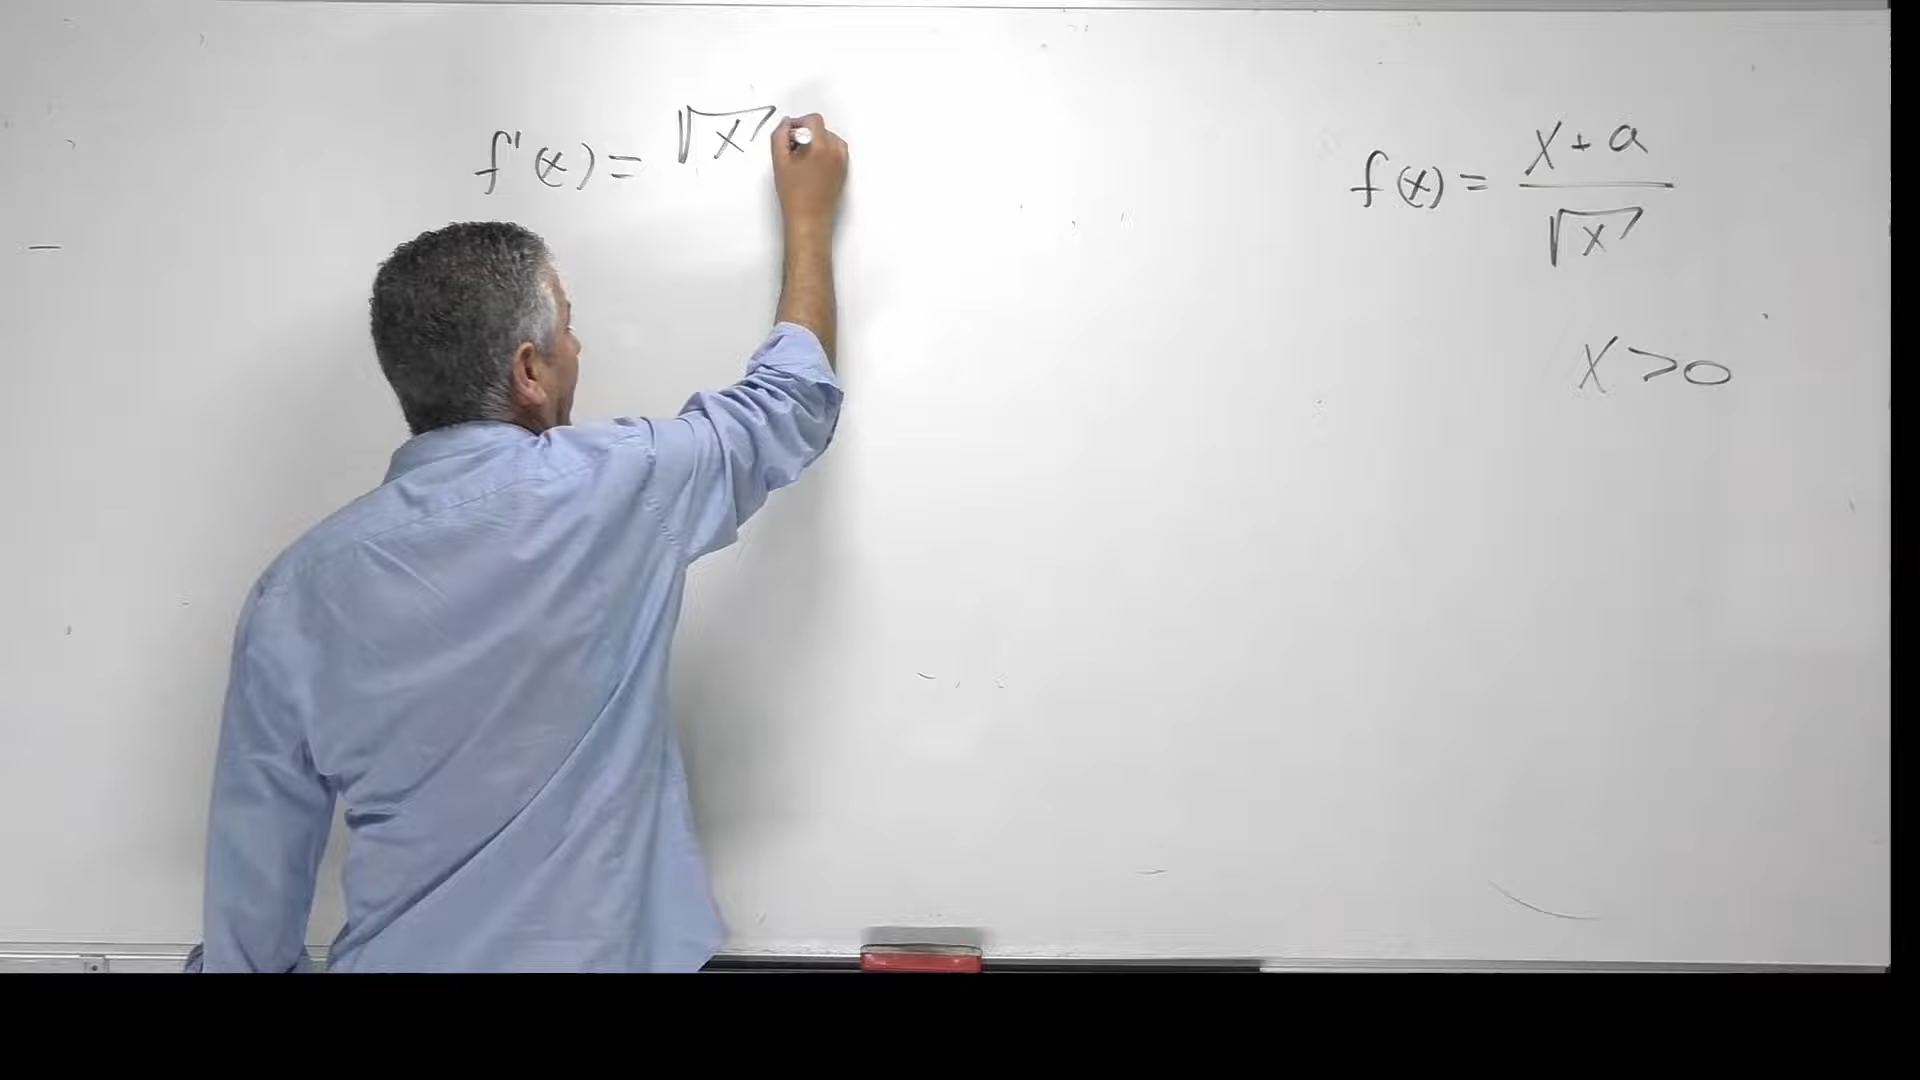 f'(x) = √x
f(x) = (x + a) / √x
x > 0